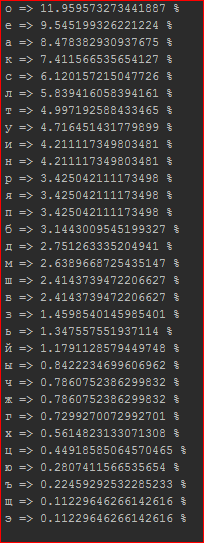 о => 11.959573273441887 %
е => 9.545199326221224 %
а => 8.478382930937675 %
к => 7.411566535654127 %
с => 6.120157215047726 %
л => 5.839416058394161 %
т => 4.997192588433465 %
у => 4.716451431779899 %
и => 4.211117349803481 %
н => 4.211117349803481 %
р => 3.425042111173498 %
я => 3.425042111173498 %
п => 3.425042111173498 %
б => 3.1443009545199327 %
д => 2.751263335204941 %
м => 2.6389668725435147 %
ш => 2.4143739472206627 %
в => 2.4143739472206627 %
з => 1.4598540145985401 %
ь => 1.347557551937114 %
й => 1.1791128579449748 %
ы => 0.8422234699606962 %
ч => 0.7860752386299832 %
ж => 0.7860752386299832 %
г => 0.7299270072992701 %
х => 0.5614823133071308 %
ц => 0.44918585064570465 %
ю => 0.2807411566535654 %
ъ => 0.22459292532285233 %
щ => 0.11229646266142616 %
э => 0.11229646266142616 %